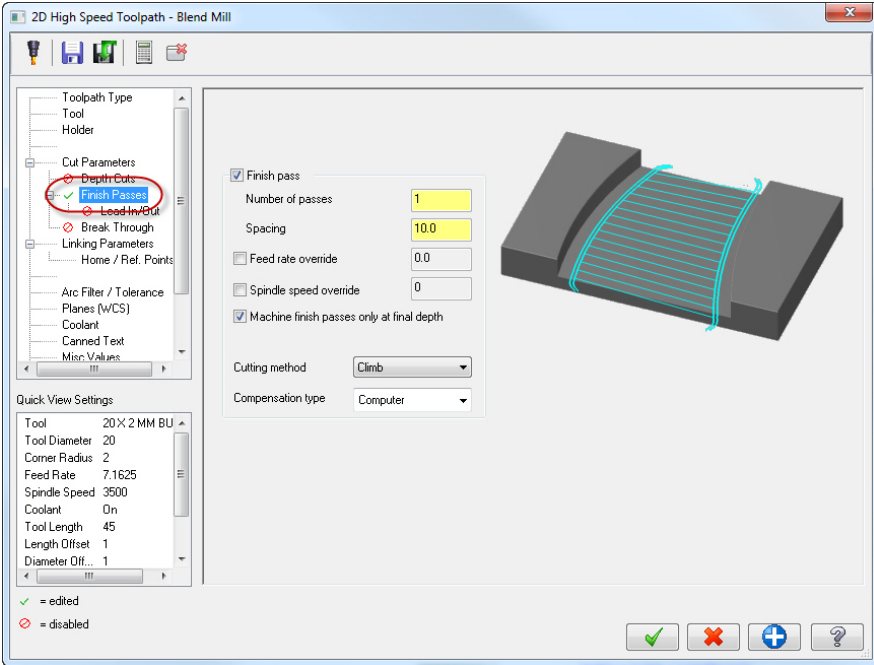 2D High Speed Toolpath - Blend Mill
Toolpath Type
Tool
Holder
Cut Parameters
Depth Cuts
Finish Passes
Lead In/Out
Break Through
Linking Parameters
Home / Ref. Points
Arc Filter / Tolerance
Planes (WCS)
Coolant
Canned Text
Misc Values
Finish pass
Number of passes 1
Spacing 10.0
Feed rate override 0.0
Spindle speed override 0
Machine finish passes only at final depth
Cutting method Climb
Compensation type Computer
Quick View Settings
Tool 20X2 MM BU
Tool Diameter 20
Corner Radius 2
Feed Rate 7.1625
Spindle Speed 3500
Coolant On
Tool Length 45
Length Offset 1
Diameter Off... 1
= edited
= disabled